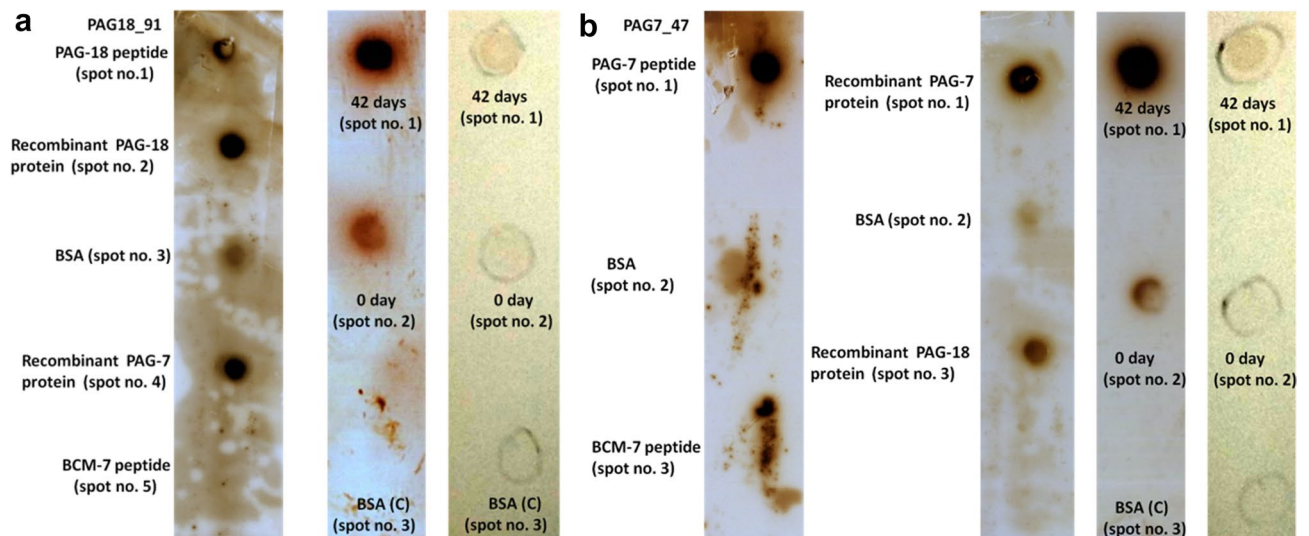 a
PAG18_91
PAG-18 peptide
(spot no.1)
Recombinant PAG-18
protein (spot no. 2)
BSA (spot no. 3)
Recombinant PAG-7
protein (spot no. 4)
BCM-7 peptide
(spot no. 5)
42 days
(spot no. 1)
0 day
(spot no. 2)
BSA (C)
(spot no. 3)
42 days
(spot no. 1)
0 day
(spot no. 2)
BSA (C)
(spot no. 3)
b
PAG7_47
PAG-7 peptide
(spot no. 1)
BSA
(spot no. 2)
BCM-7 peptide
(spot no. 3)
Recombinant PAG-7
protein (spot no. 1)
BSA (spot no. 2)
Recombinant PAG-18
protein (spot no. 3)
42 days
(spot no. 1)
0 day
(spot no. 2)
BSA (C)
(spot no. 3)
42 days
(spot no. 1)
0 day
(spot no. 2)